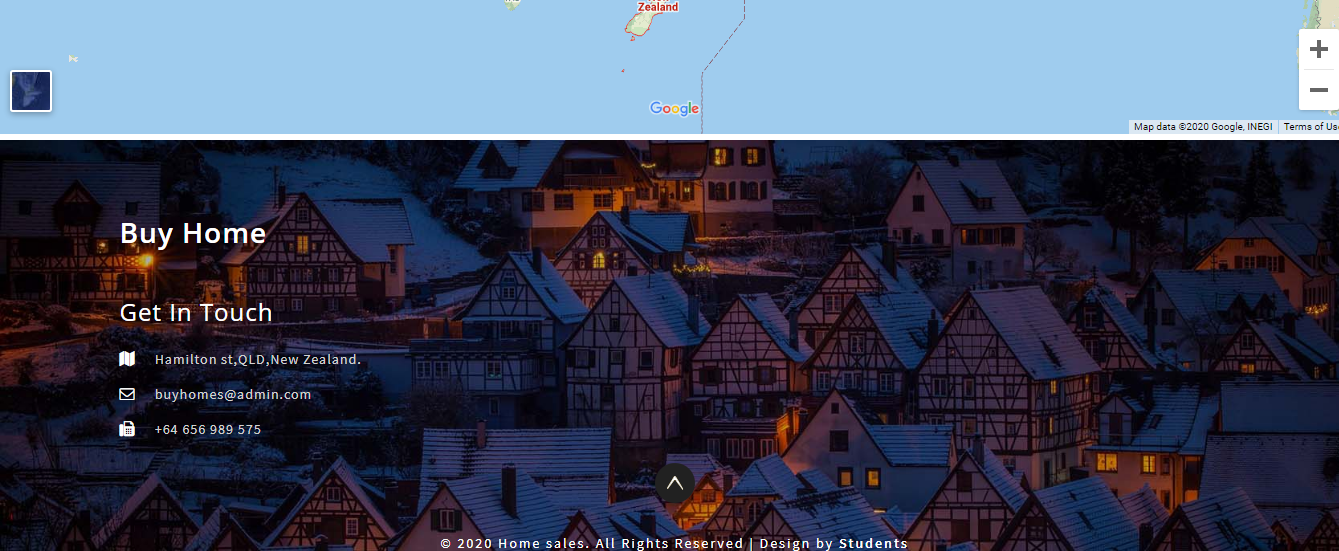 Zealand
Google
Map data ©2020 Google, INEGI
Terms of Us
Buy Home
Get In Touch
Hamilton st,QLD,New Zealand.
buyhomes@admin.com
+64 656 989 575
© 2020 Home sales. All Rights Reserved | Design by Students